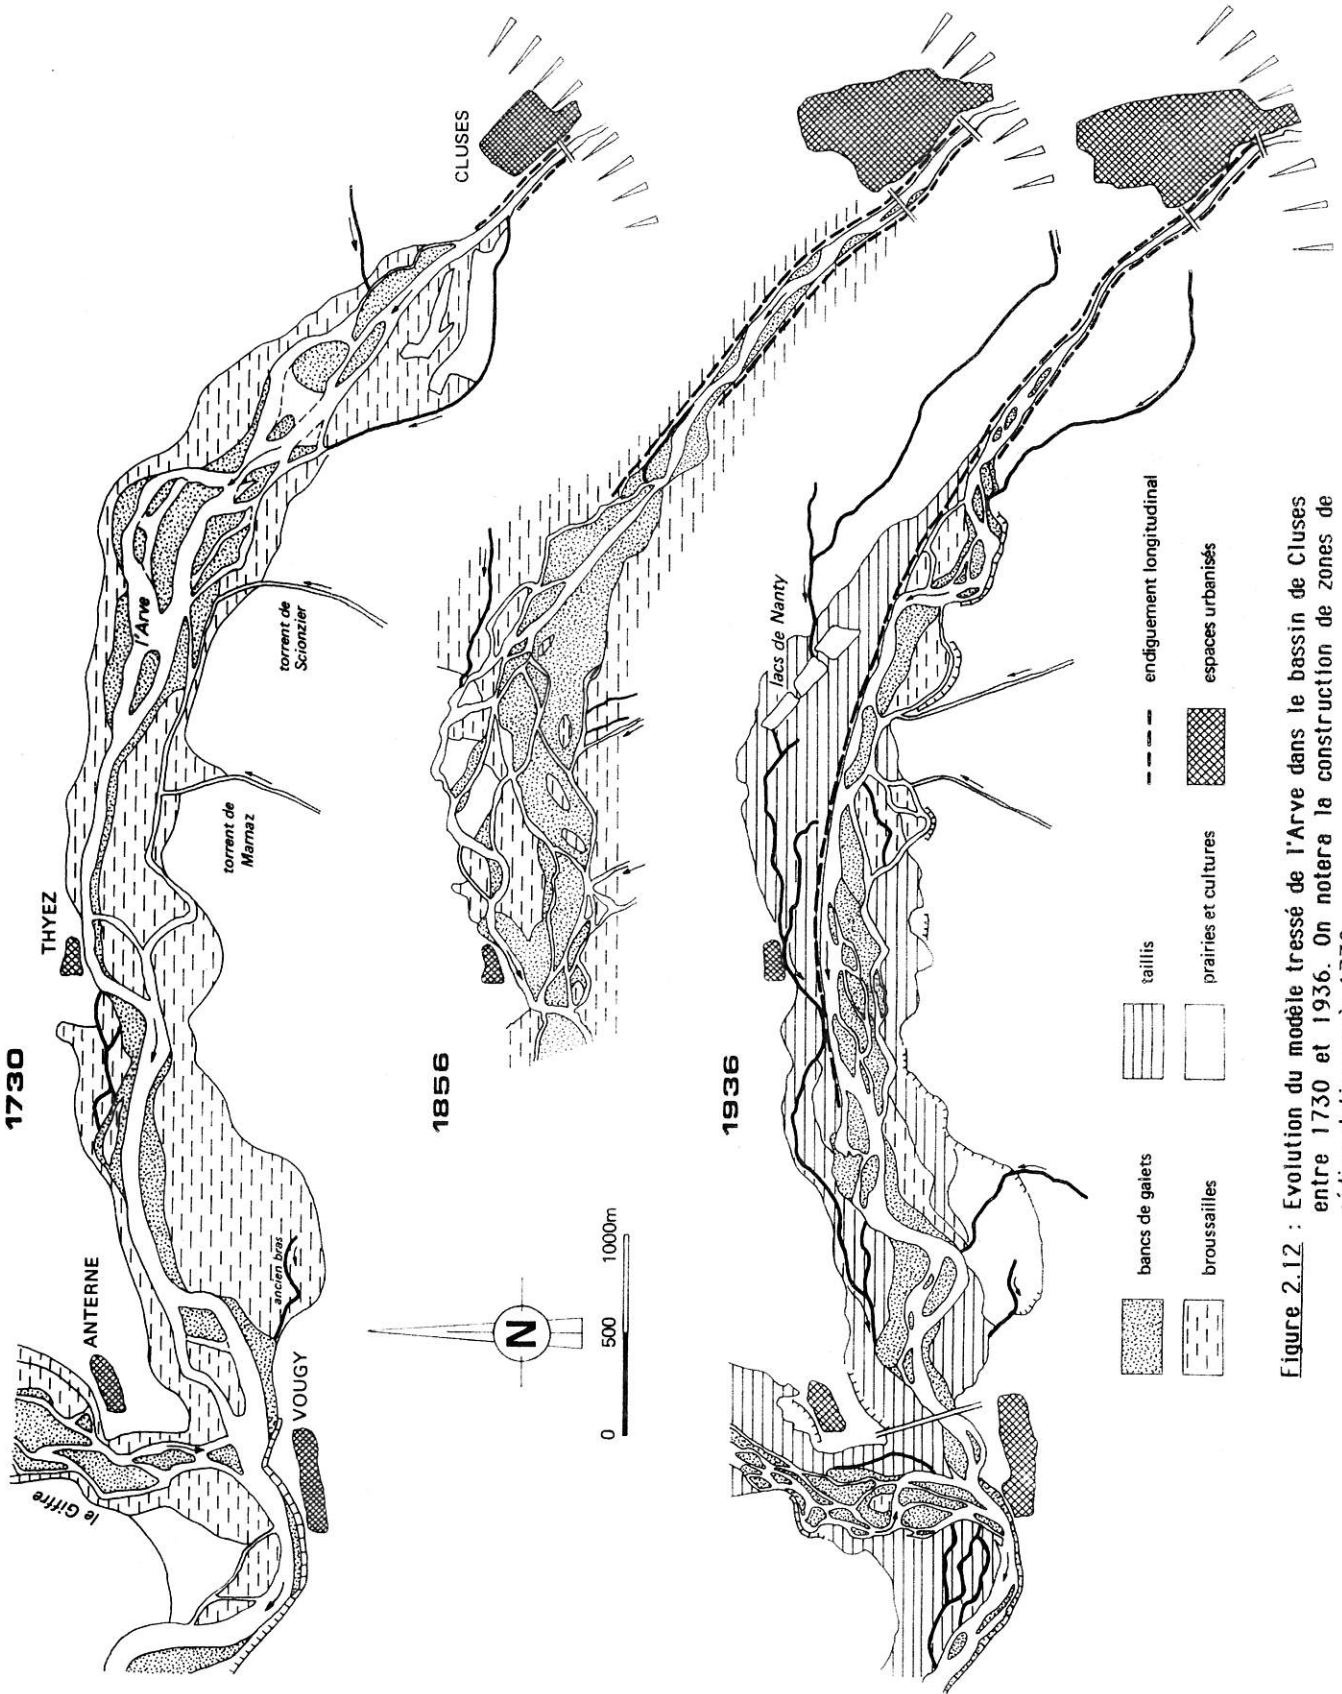 1730
le Giffre
ANTERNE
VOUGY
ancien bras
THYEZ
torrent de
Marnaz
l'Arve
torrent de
Scionzier
CLUSES
1856
N
0 500 1000m
1936
lacs de Nanty
bancs de galets
taillis
endiguement longitudinal
broussailles
prairies et cultures
espaces urbanisés
Figure 2.12 : Evolution du modèle tressé de l'Arve dans le bassin de Cluses
entre 1730 et 1936. On notera la construction de zones de